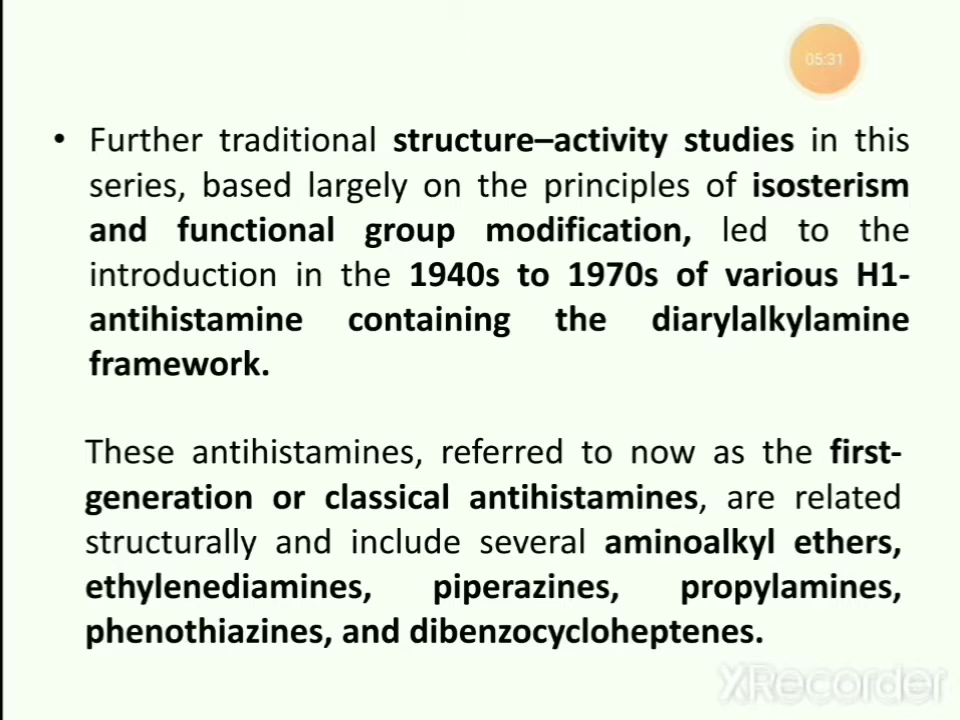 05:31
• Further traditional structure–activity studies in this
series, based largely on the principles of isosterism
and functional group modification, led to the
introduction in the 1940s to 1970s of various H1-
antihistamine containing the diarylalkylamine
framework.
These antihistamines, referred to now as the first-
generation or classical antihistamines, are related
structurally and include several aminoalkyl ethers,
ethylenediamines, piperazines, propylamines,
phenothiazines, and dibenzocycloheptenes.
XRecorder